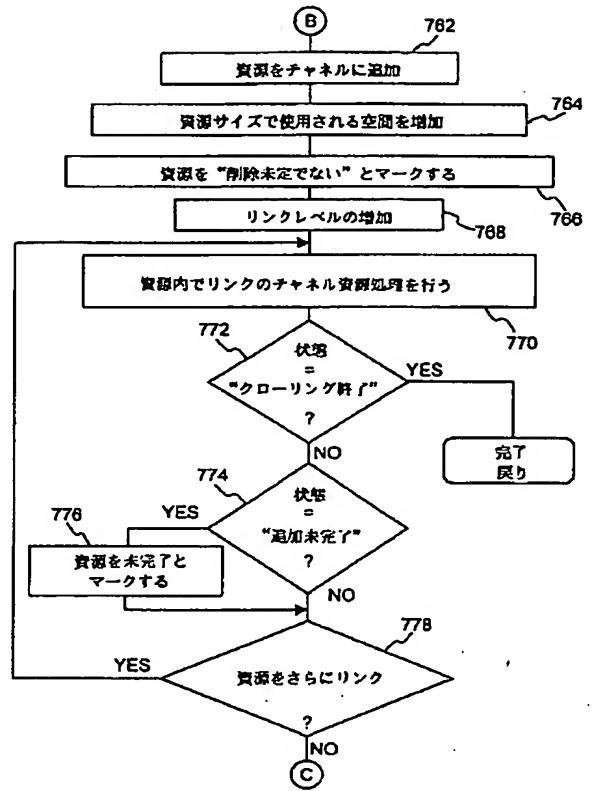 B
762
資源をチャネルに追加
764
資源サイズで使用される空間を増加
資源を“削除未定でない”とマークする
766
リンクレベルの増加
768
資源内でリンクのチャネル資源処理を行う
770
772
状態
=
“クローリング終了”
?
YES
完了
戻り
NO
774
状態
=
“追加未完了”
?
YES
776
資源を未完了と
マークする
NO
778
資源をさらにリンク
?
YES
NO
C